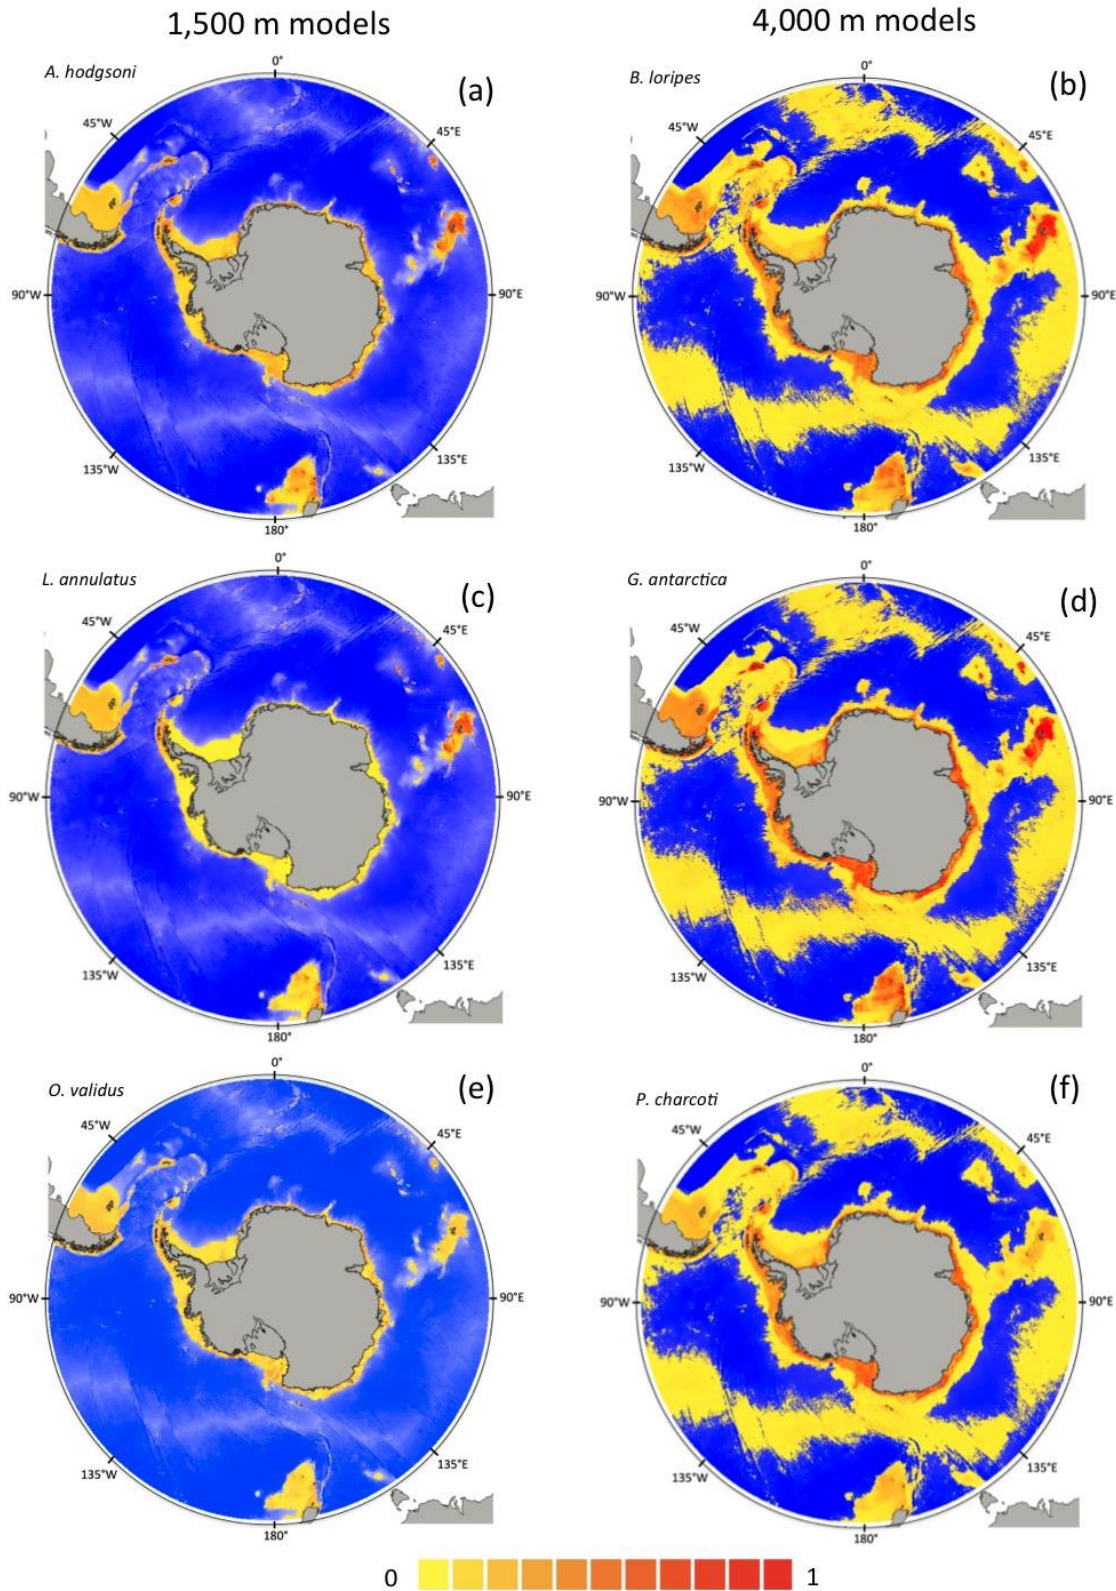 1,500 m models
4,000 m models
A. hodgsoni
(a)
0°
45°W
45°E
90°W
90°E
135°W
135°E
180°
B. loripes
(b)
0°
45°W
45°E
90°W
90°E
135°W
135°E
180°
L. annulatus
(c)
0°
45°W
45°E
90°W
90°E
135°W
135°E
180°
G. antarctica
(d)
0°
45°W
45°E
90°W
90°E
135°W
135°E
180°
O. validus
(e)
0°
45°W
45°E
90°W
90°E
135°W
135°E
180°
P. charcoti
(f)
0°
45°W
45°E
90°W
90°E
135°W
135°E
180°
0
1